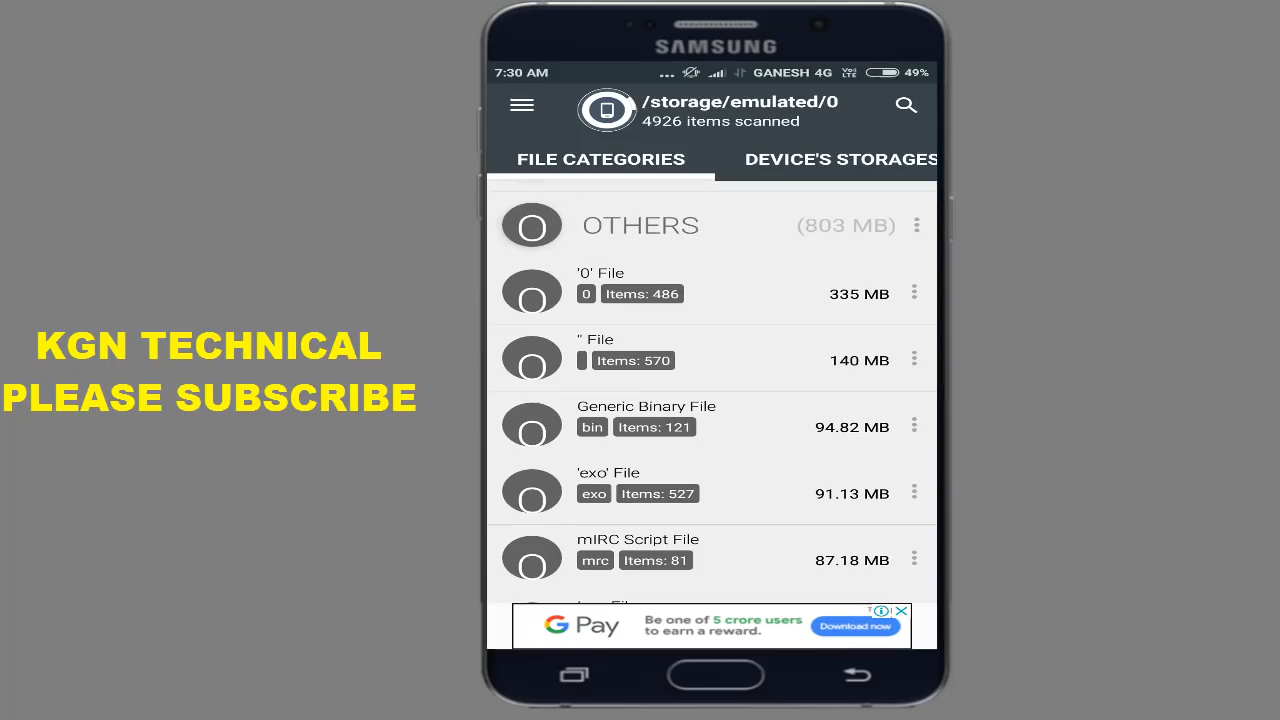 SAMSUNG
7:30 AM ... GANESH 4G Vo) LTE 49%
/storage/emulated/0
4926 items scanned
FILE CATEGORIES DEVICE'S STORAGES
O OTHERS (803 MB)
'0' File
O 0 Items: 486 335 MB
'' File
O Items: 570 140 MB
Generic Binary File
O bin Items: 121 94.82 MB
'exo' File
O exo Items: 527 91.13 MB
mIRC Script File
O mrc Items: 81 87.18 MB
G Pay Be one of 5 crore users
to earn a reward. Download now
KGN TECHNICAL
PLEASE SUBSCRIBE